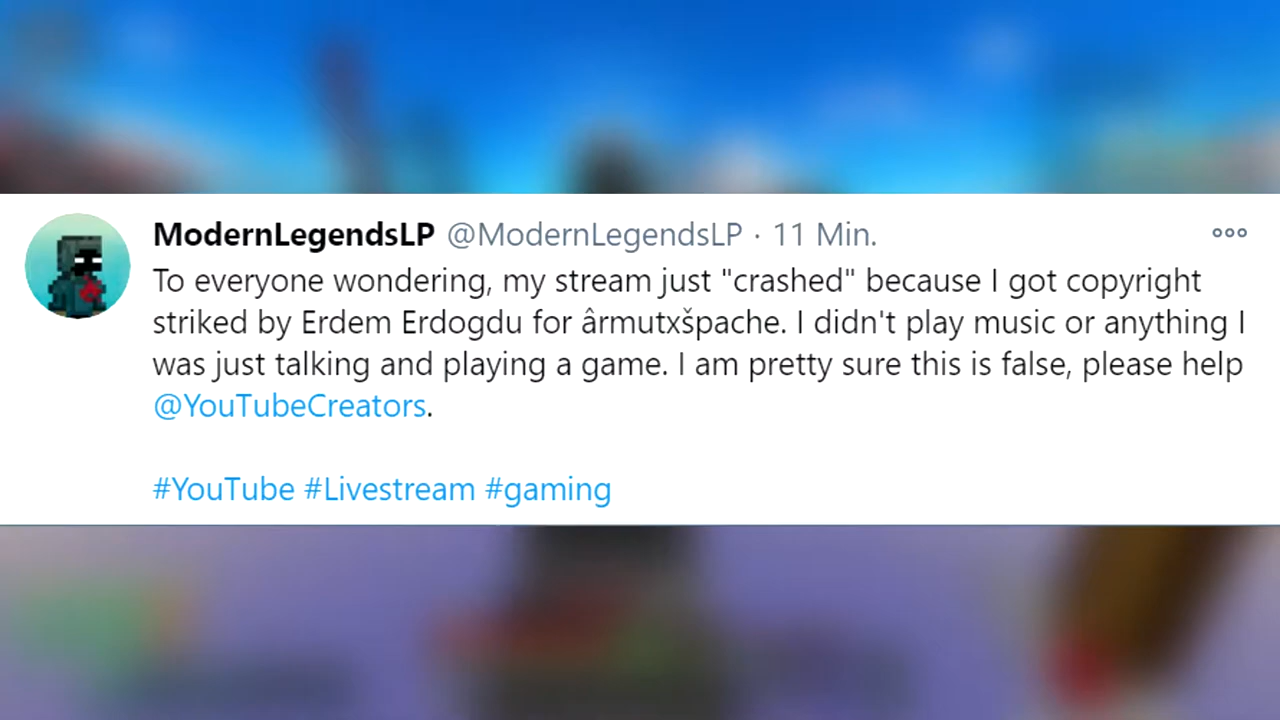 ModernLegendsLP @ModernLegendsLP · 11 Min.
To everyone wondering, my stream just "crashed" because I got copyright
striked by Erdem Erdogdu for ârmutxšpache. I didn't play music or anything I
was just talking and playing a game. I am pretty sure this is false, please help
@YouTubeCreators.
#YouTube #Livestream #gaming